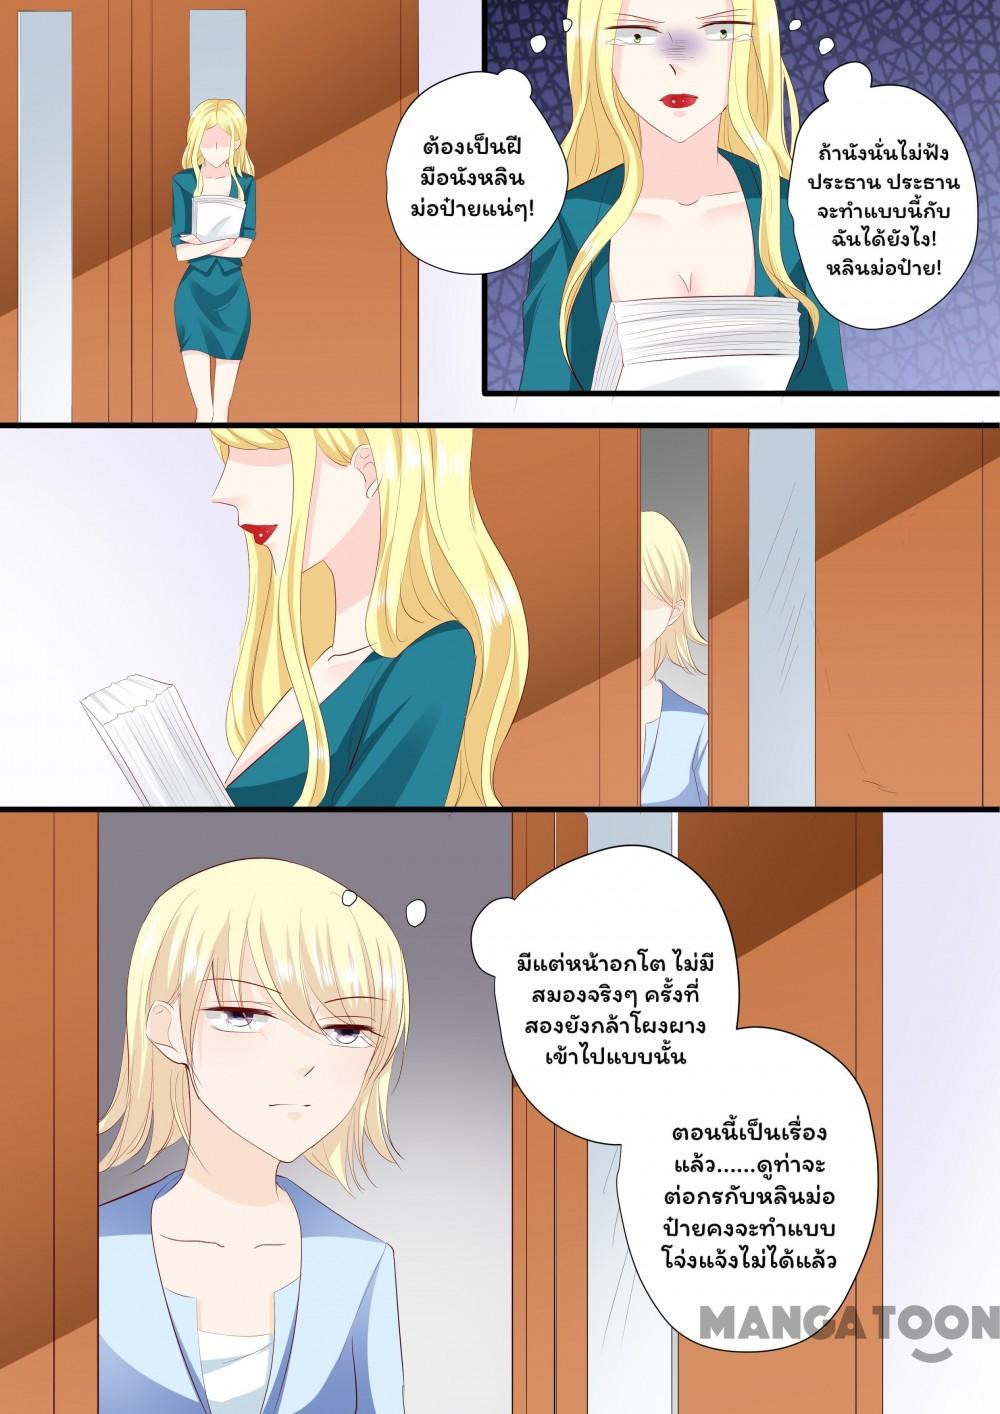 ต้องเป็นฝี
มือนังหลิน
ม่อป๋ายแน่ๆ!
ถ้านังนั่นไม่ฟัง
ประธาน ประธาน
จะทำแบบนี้กับ
ฉันได้ยังไง!
หลินม่อป๋าย!
มีแต่หน้าอกโต ไม่มี
สมองจริงๆ ครั้งที่
สองยังกล้าโผงผาง
เข้าไปแบบนั้น
ตอนนี้เป็นเรื่อง
แล้ว......ดูท่าจะ
ต่อกรกับหลินม่อ
ป๋ายคงจะทำแบบ
โจ่งแจ้งไม่ได้แล้ว
MANGATOON